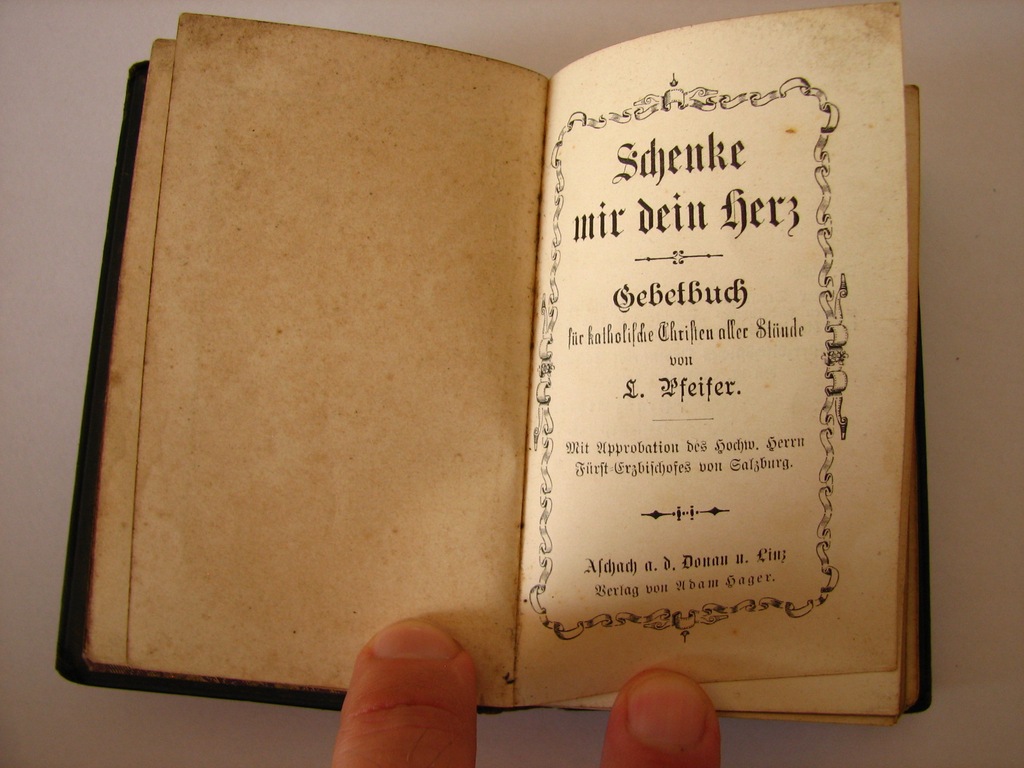 Schenke
mir dein Herz
Gebetbuch
für katholische Christen aller Stände
von
L. Pfeifer.
Mit Approbation des Hochw. Herrn
Fürst-Erzbischofes von Salzburg.
Aschach a. d. Donau u. Linz
Verlag von Adam Hager.